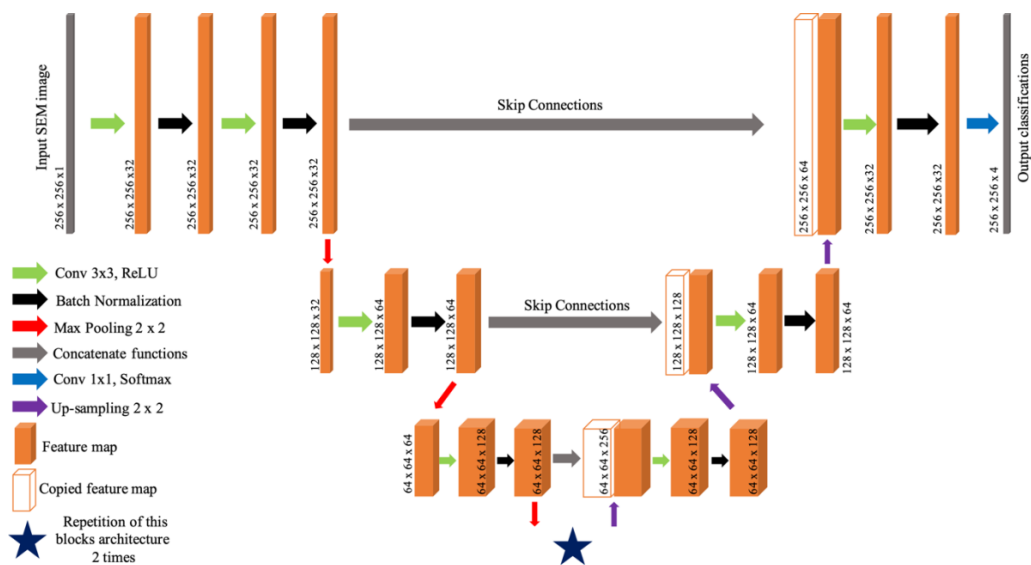 Input SEM image
256 x 256 x1
256 x 256 x32
256 x 256 x32
256 x 256 x32
256 x 256 x32
Skip Connections
256 x 256 x 64
256 x 256 x32
256 x 256 x32
256 x 256 x 4
Output classifications
128 x 128 x 32
128 x 128 x 64
128 x 128 x 64
Skip Connections
128 x 128 x 128
128 x 128 x 64
128 x 128 x 64
64 x 64 x 64
64 x 64 x 128
64 x 64 x 128
64 x 64 x 256
64 x 64 x 128
64 x 64 x 128
Conv 3x3, ReLU
Batch Normalization
Max Pooling 2 x 2
Concatenate functions
Conv 1x1, Softmax
Up-sampling 2 x 2
Feature map
Copied feature map
Repetition of this
blocks architecture
2 times